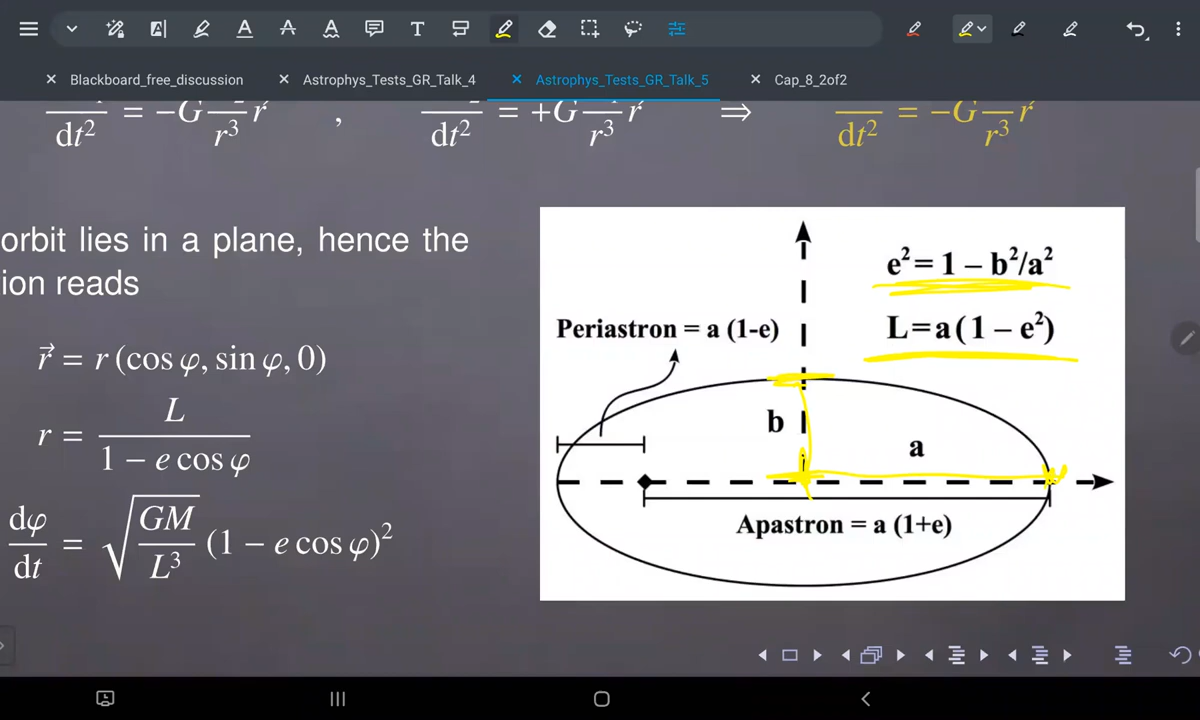 Blackboard_free_discussion
Astrophys_Tests_GR_Talk_4
Astrophys_Tests_GR_Talk_5
Cap_8_2of2
dt² = −G r³ r , dt² = +G r³ r ⇒ dt² = −G r³ r
orbit lies in a plane, hence the
ion reads
r⃗ = r (cos φ, sin φ, 0)
r = L / (1 − e cos φ)
dφ/dt = √(GM/L³) (1 − e cos φ)²
e² = 1 − b²/a²
L=a(1 − e²)
Periastron = a (1-e)
b
a
Apastron = a (1+e)